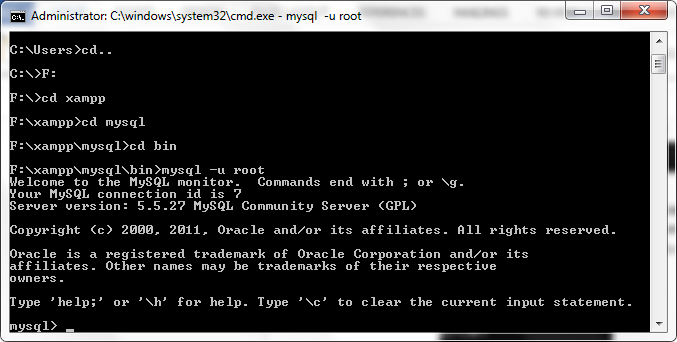 Administrator: C:\windows\system32\cmd.exe - mysql  -u root
C:\Users>cd..
C:\>F:
F:\>cd xampp
F:\xampp>cd mysql
F:\xampp\mysql>cd bin
F:\xampp\mysql\bin>mysql -u root
Welcome to the MySQL monitor.  Commands end with ; or \g.
Your MySQL connection id is 7
Server version: 5.5.27 MySQL Community Server (GPL)
Copyright (c) 2000, 2011, Oracle and/or its affiliates. All rights reserved.
Oracle is a registered trademark of Oracle Corporation and/or its
affiliates. Other names may be trademarks of their respective
owners.
Type 'help;' or '\h' for help. Type '\c' to clear the current input statement.
mysql> _